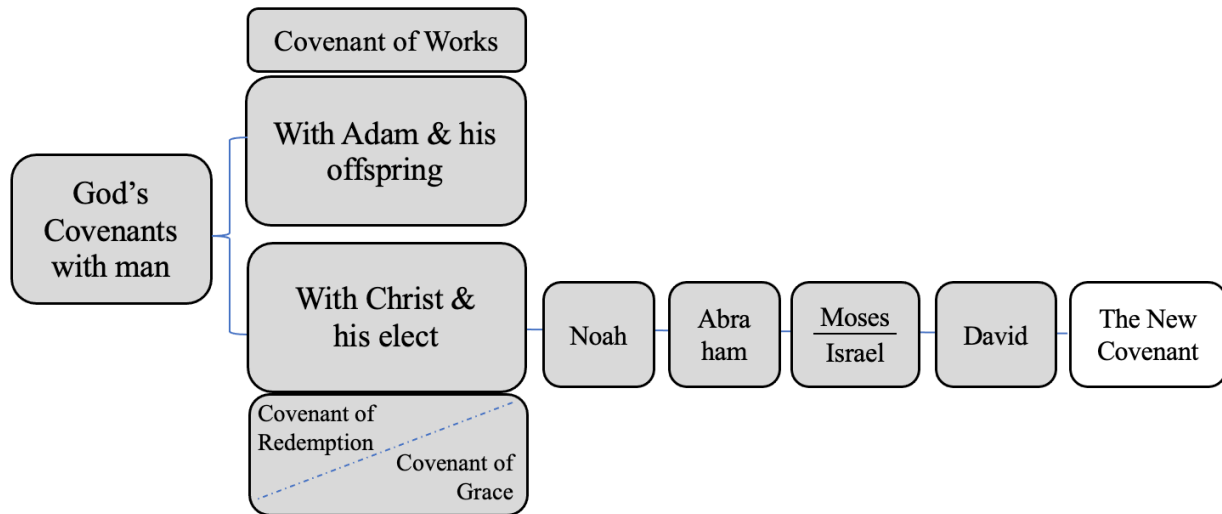 Covenant of Works
With Adam & his
offspring
God’s
Covenants
with man
With Christ &
his elect
Noah
Abra
ham
Moses
Israel
David
The New
Covenant
Covenant of
Redemption
Covenant of
Grace